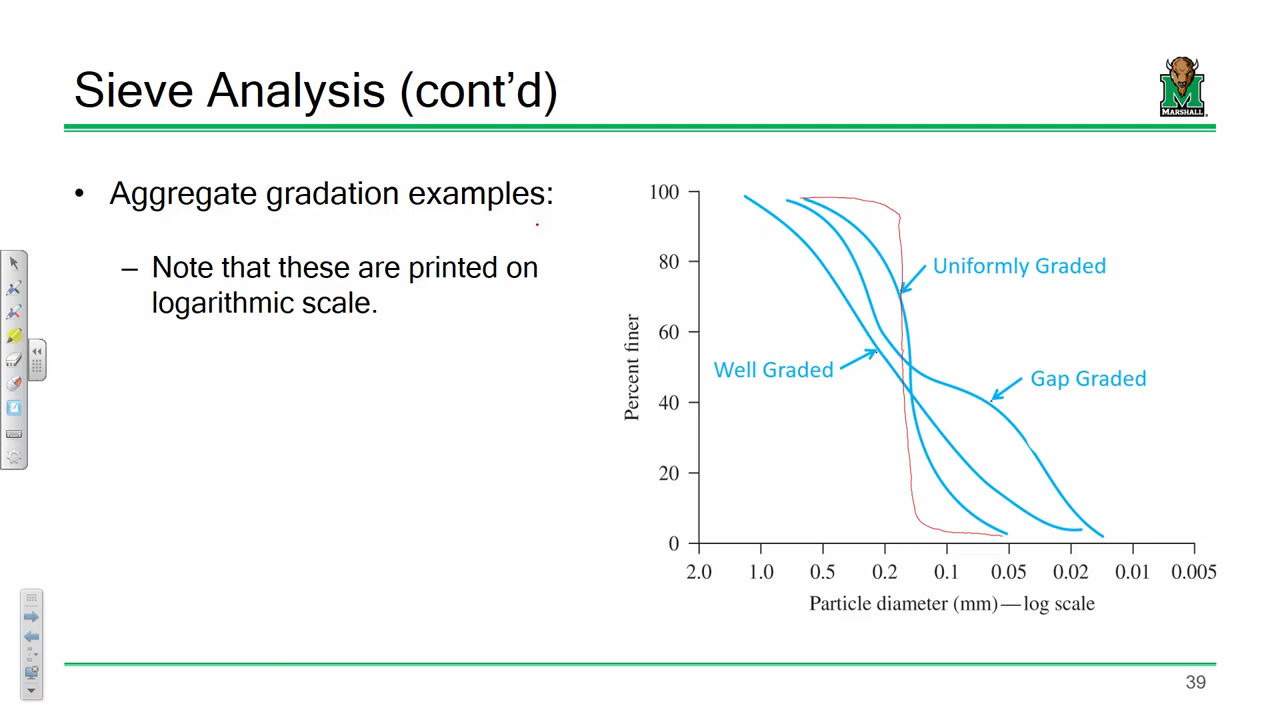 Sieve Analysis (cont’d)
MARSHALL
• Aggregate gradation examples:
– Note that these are printed on
logarithmic scale.
100
80
60
40
20
0
Percent finer
Uniformly Graded
Well Graded
Gap Graded
2.0 1.0 0.5 0.2 0.1 0.05 0.02 0.01 0.005
Particle diameter (mm)—log scale
39